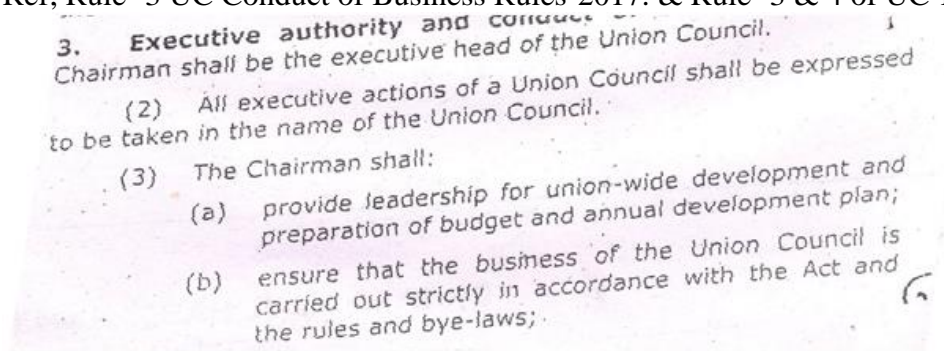 Ref, Rule 3 UC Conduct of Business Rules 2017. & Rule 3 & 4 of UC
3. Executive authority and conduct
Chairman shall be the executive head of the Union Council.
(2) All executive actions of a Union Council shall be expressed
to be taken in the name of the Union Council.
(3) The Chairman shall:
(a) provide leadership for union-wide development and
preparation of budget and annual development plan;
(b) ensure that the business of the Union Council is
carried out strictly in accordance with the Act and
the rules and bye-laws;